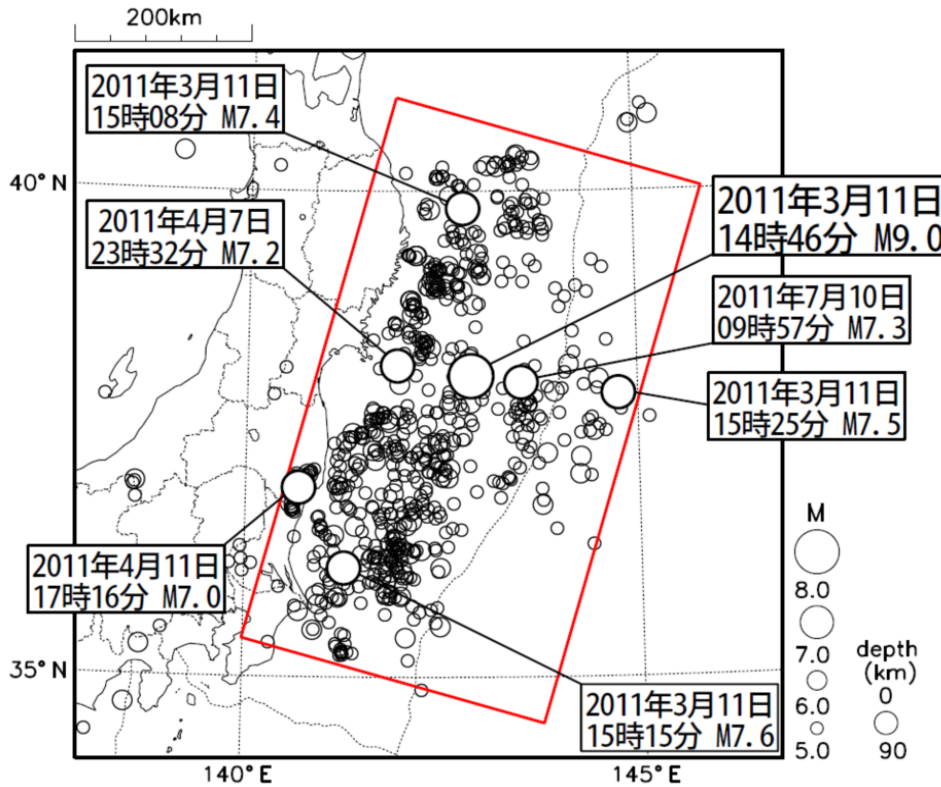 200km
2011年3月11日
15時08分 M7.4
40°N
2011年4月7日
23時32分 M7.2
2011年3月11日
14時46分 M9.0
2011年7月10日
09時57分 M7.3
2011年3月11日
15時25分 M7.5
2011年4月11日
17時16分 M7.0
35°N
2011年3月11日
15時15分 M7.6
140°E
145°E
M
8.0
7.0
6.0
5.0
depth
(km)
0
90